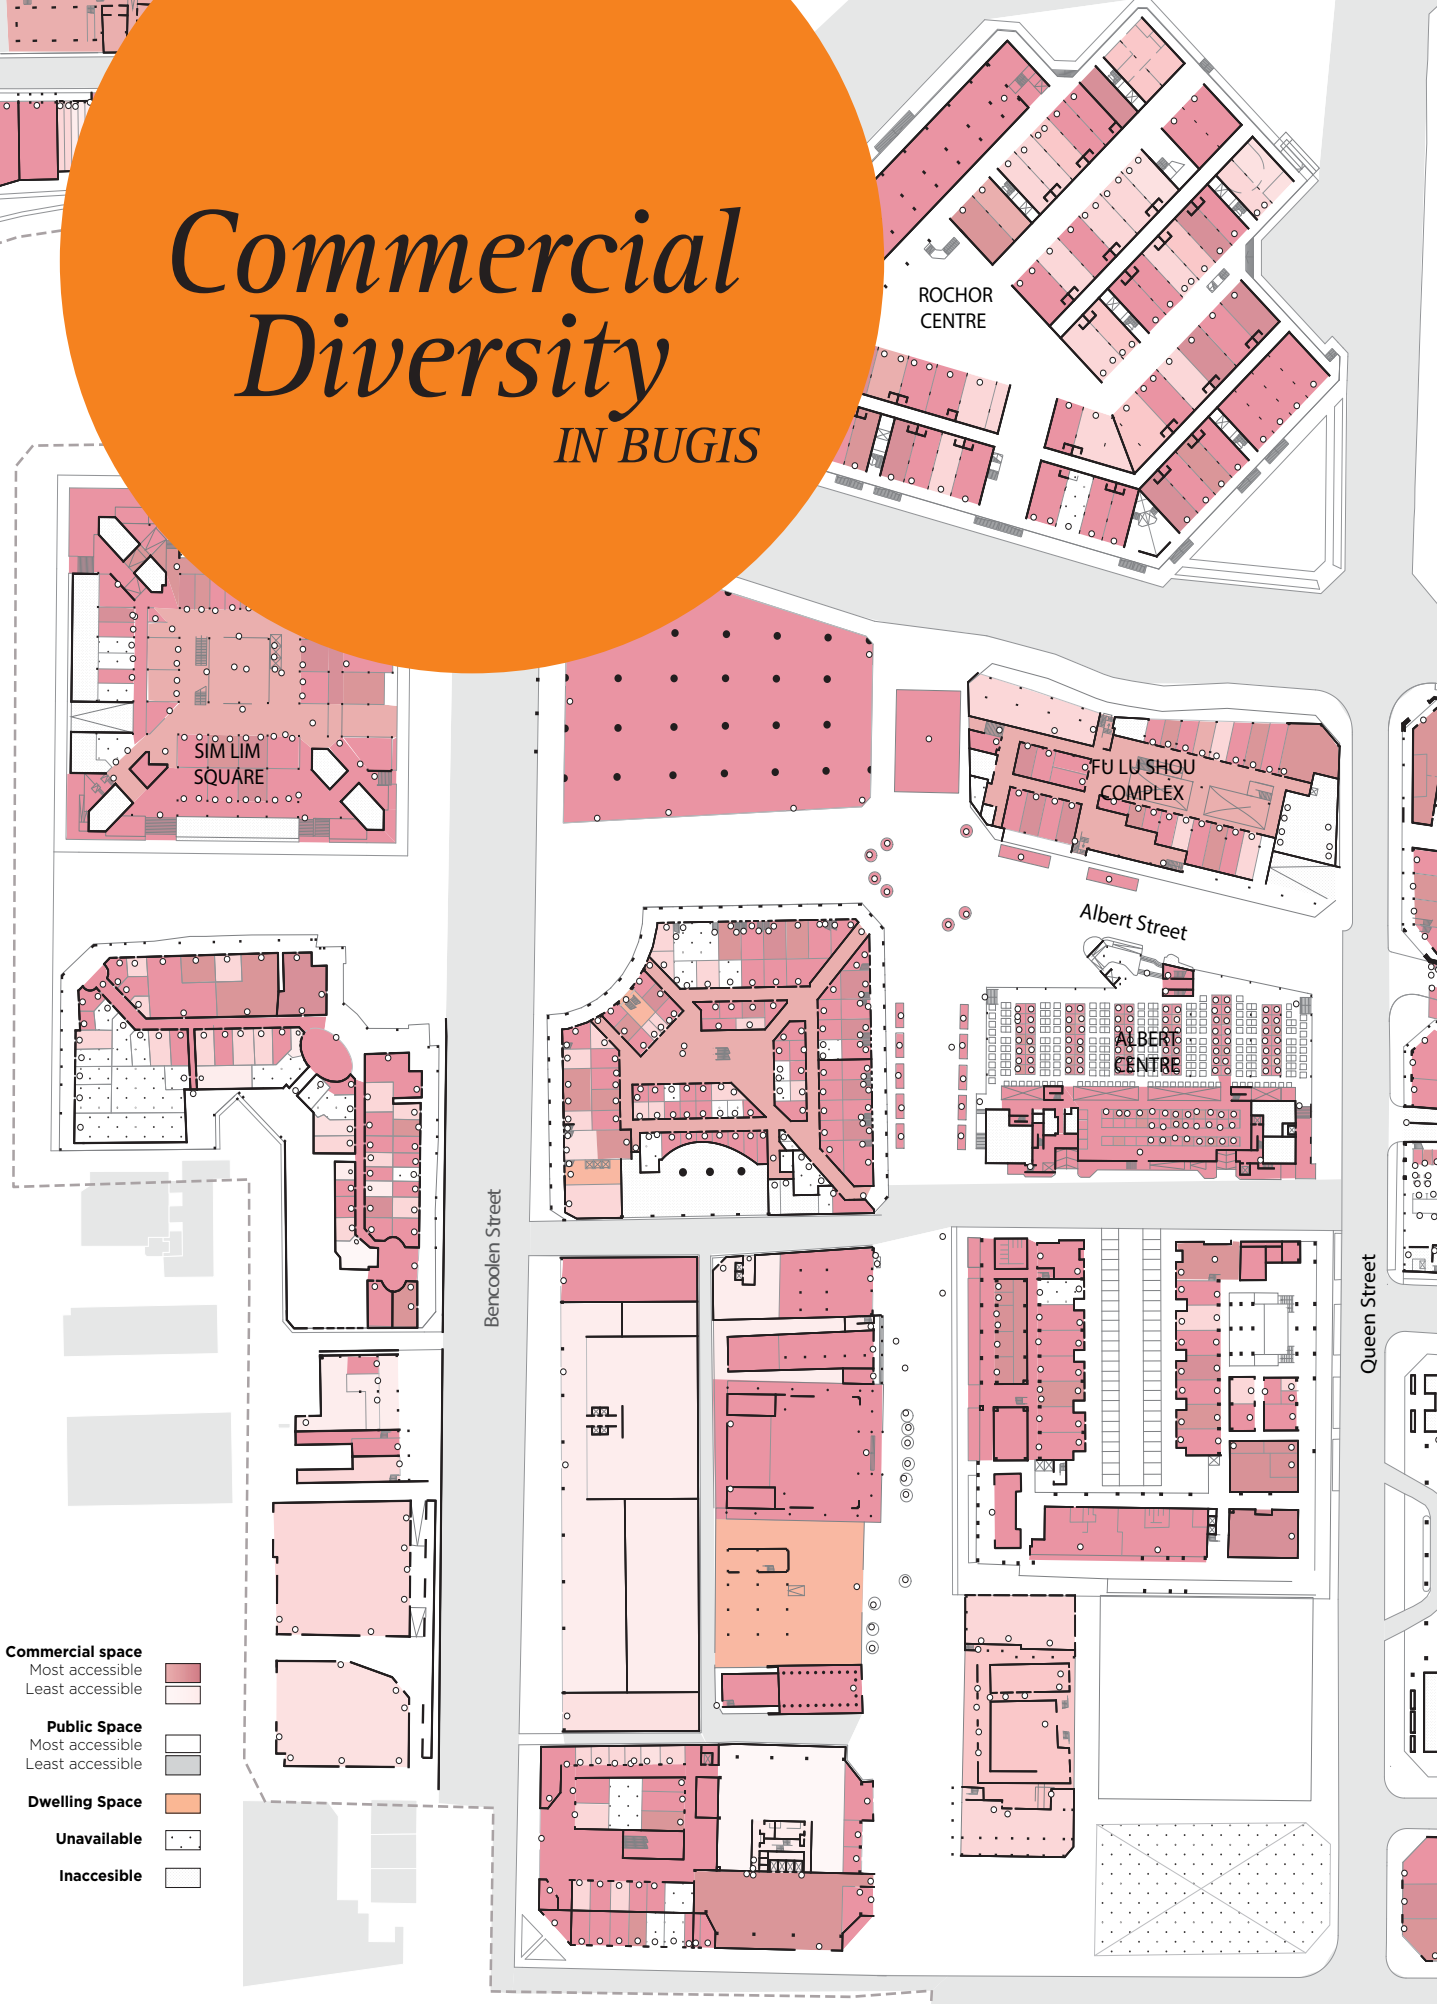 Commercial
Diversity
IN BUGIS
ROCHOR
CENTRE
SIM LIM
SQUARE
FU LU SHOU
COMPLEX
Albert Street
ALBERT
CENTRE
Bencoolen Street
Queen Street
Commercial space
Most accessible
Least accessible
Public Space
Most accessible
Least accessible
Dwelling Space
Unavailable
Inaccesible